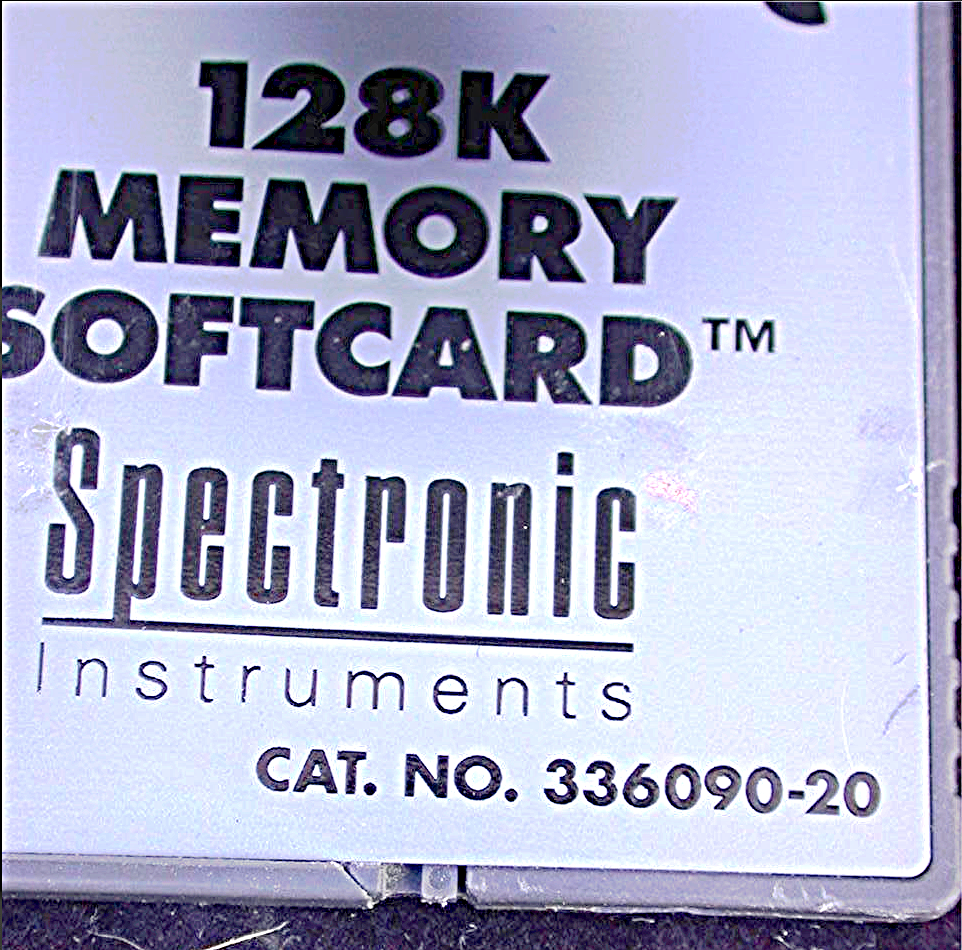 128K
MEMORY
SOFTCARD™
Spectronic
Instruments
CAT. NO. 336090-20